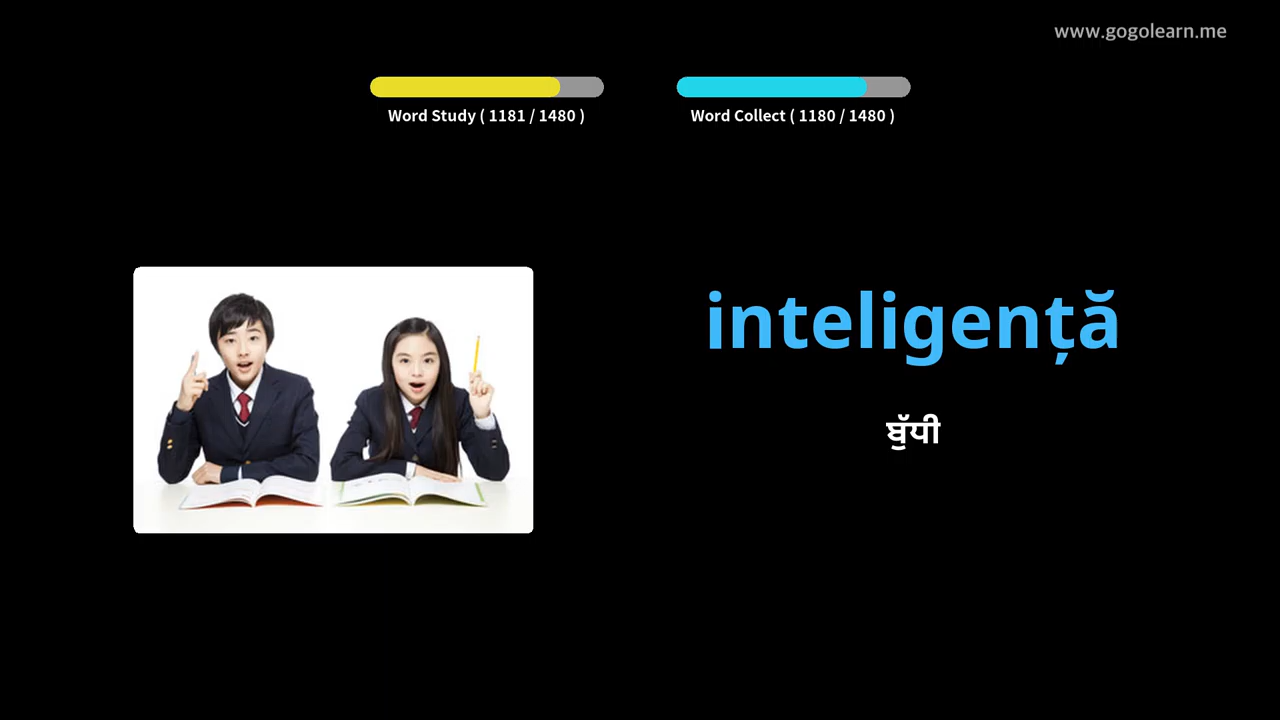 www.gogolearn.me
Word Study ( 1181 / 1480 )
Word Collect ( 1180 / 1480 )
inteligență
ਬੁੱਧੀ